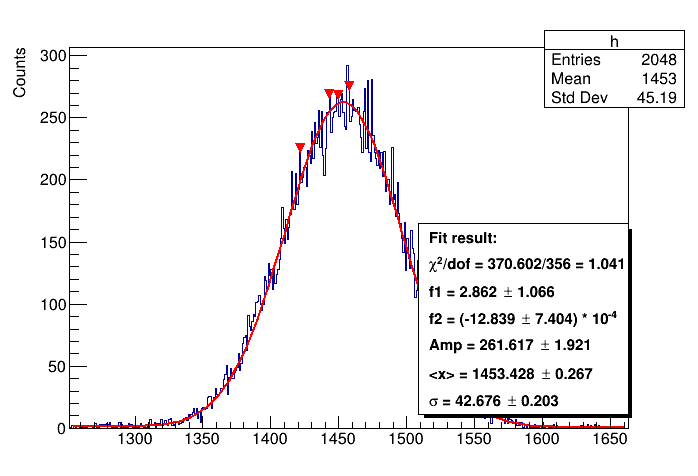 h
Entries 2048
Mean 1453
Std Dev 45.19
Counts
300
250
200
150
100
50
0
Fit result:
χ²/dof = 370.602/356 = 1.041
f1 = 2.862 ± 1.066
f2 = (-12.839 ± 7.404) * 10⁻⁴
Amp = 261.617 ± 1.921
<x> = 1453.428 ± 0.267
σ = 42.676 ± 0.203
1300 1350 1400 1450 1500 1550 1600 1650